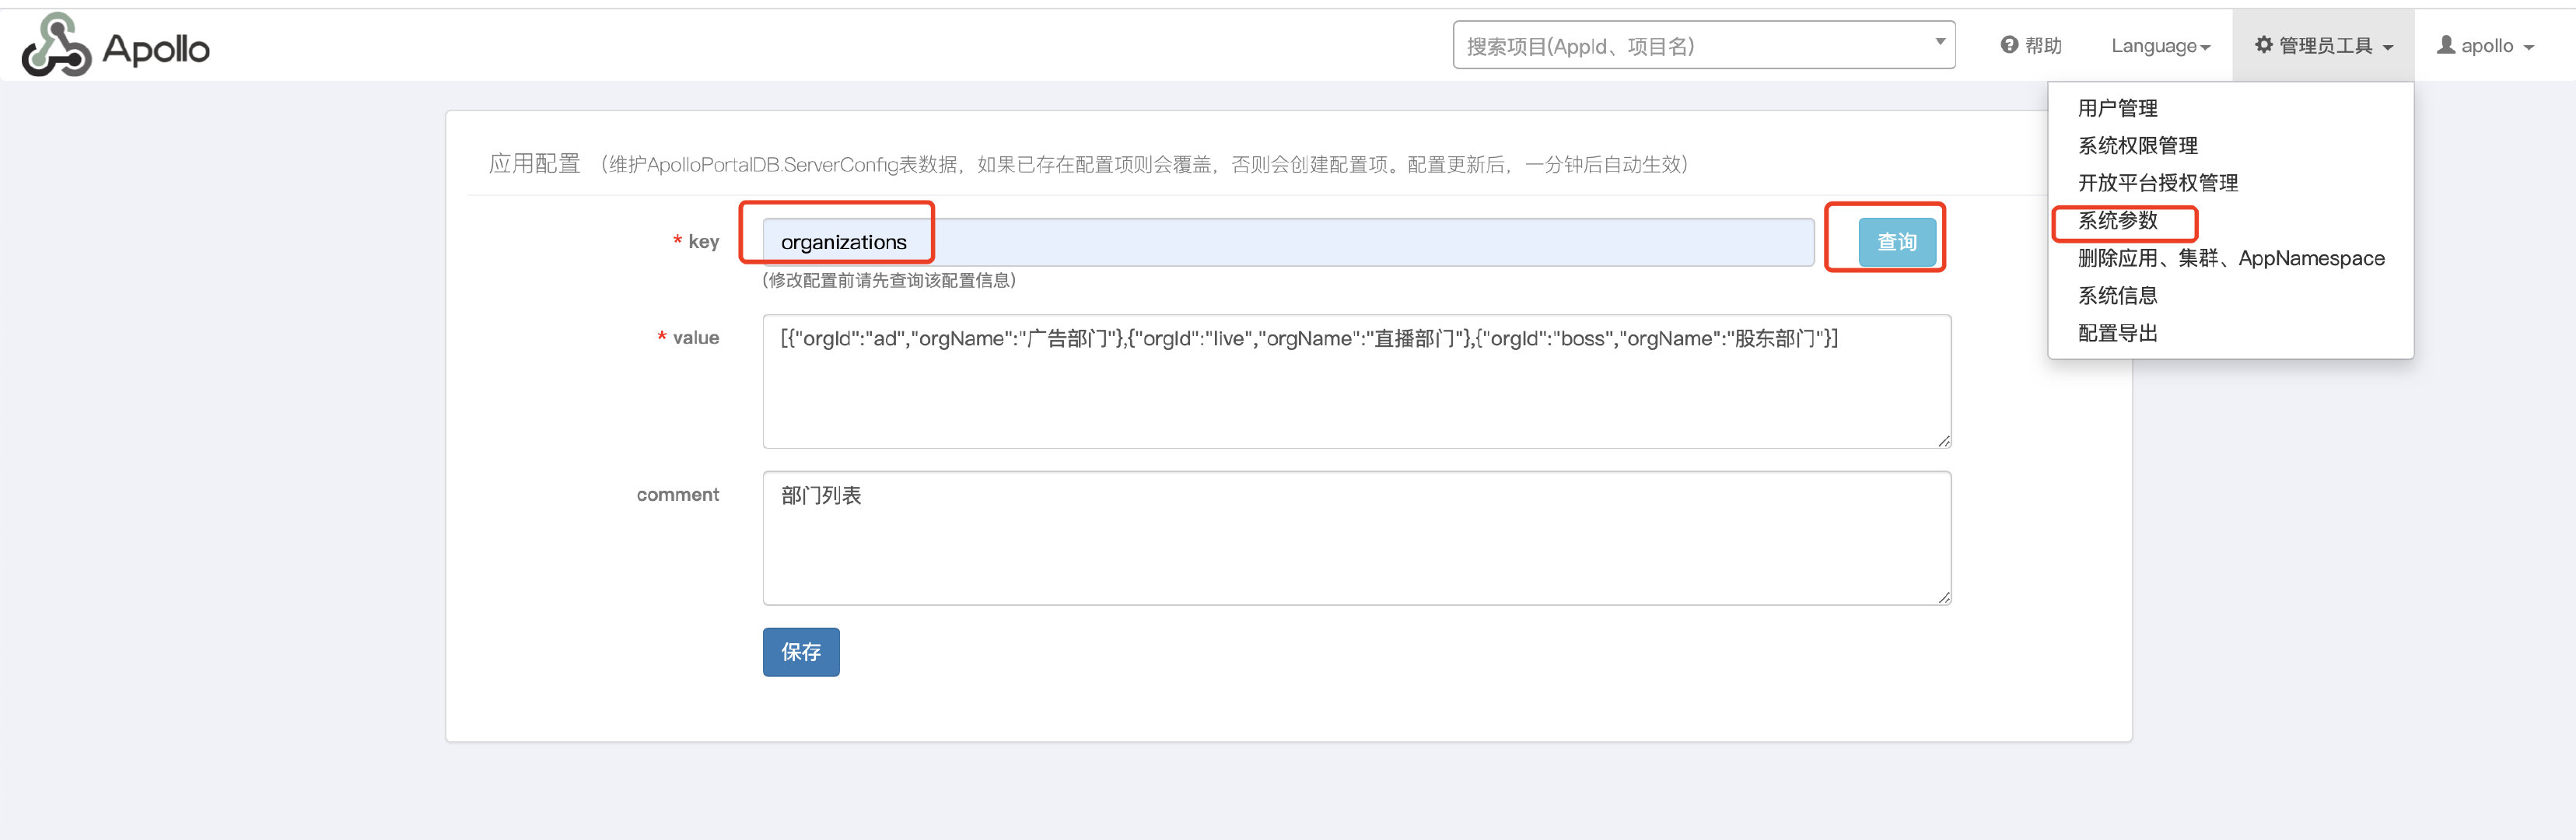 Apollo
搜索项目(AppId、项目名)
帮助
Language
管理员工具
apollo
用户管理
系统权限管理
开放平台授权管理
系统参数
删除应用、集群、AppNamespace
系统信息
配置导出
应用配置 (维护ApolloPortalDB.ServerConfig表数据，如果已存在配置项则会覆盖，否则会创建配置项。配置更新后，一分钟后自动生效)
* key
organizations
查询
(修改配置前请先查询该配置信息)
* value
[{"orgId":"ad","orgName":"广告部门"},{"orgId":"live","orgName":"直播部门"},{"orgId":"boss","orgName":"股东部门"}]
comment
部门列表
保存